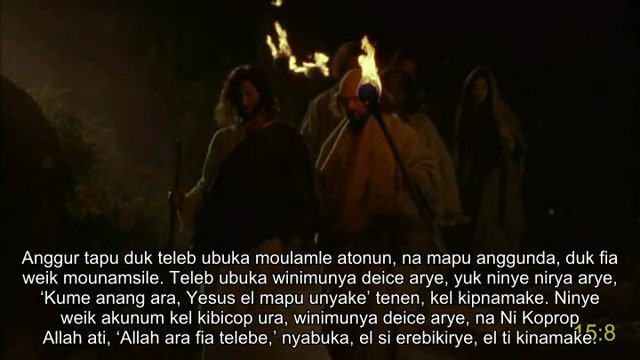 Anggur tapu duk teleb ubuka moulamle atonun, na mapu anggunda, duk fia
weik mounamsile. Teleb ubuka winimunya deice arye, yuk ninye nirya arye,
‘Kume anang ara, Yesus el mapu unyake’ tenen, kel kipnamake. Ninye
weik akunum kel kibicop ura, winimunya deice arye, na Ni Koprop
Allah ati, ‘Allah ara fia telebe,’ nyabuka, el si erebikirye, el ti kinamake.
15:8